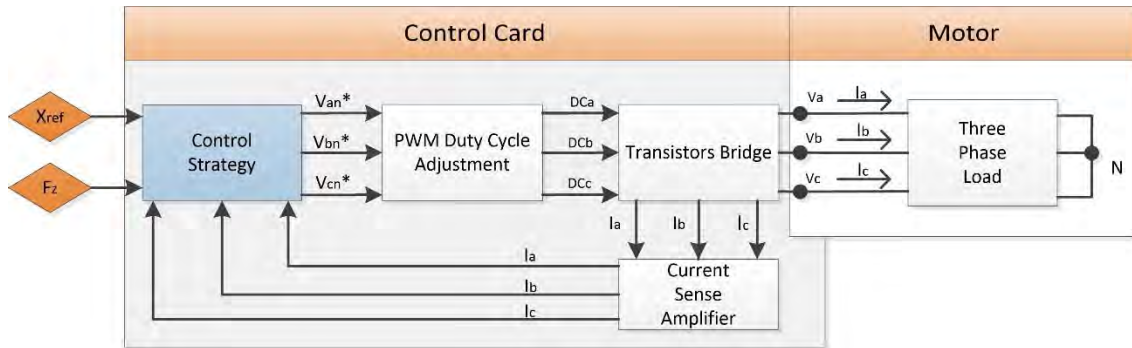 Control Card
Motor
Xref
Fz
Control
Strategy
Van*
Vbn*
Vcn*
PWM Duty Cycle
Adjustment
DCa
DCb
DCc
Transistors Bridge
Va
Vb
Vc
Ia
Ib
Ic
Three
Phase
Load
N
Ia
Ib
Ic
Current
Sense
Amplifier
Ia
Ib
Ic